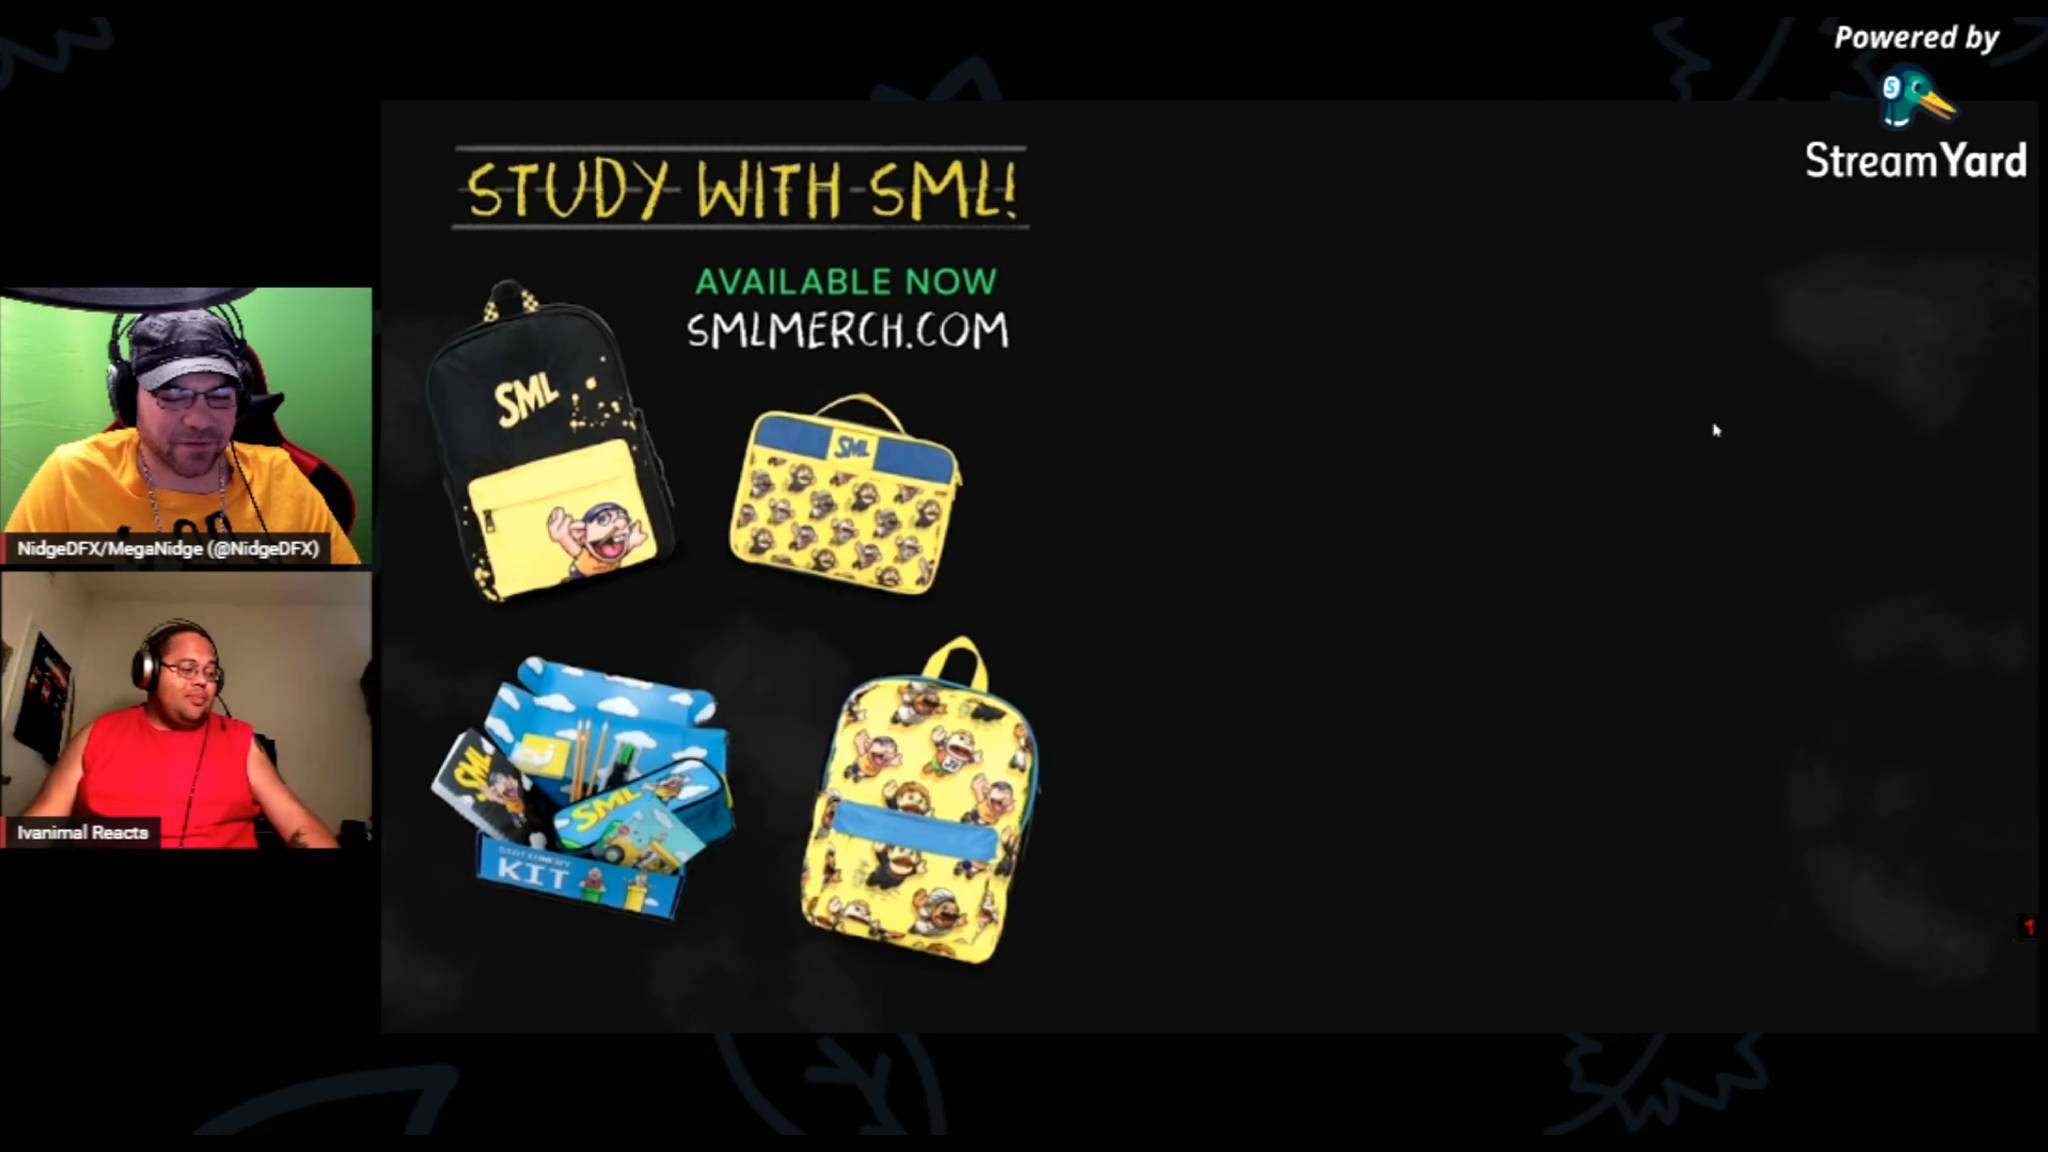 Powered by
StreamYard
STUDY WITH SML!
AVAILABLE NOW
SMLMERCH.COM
SML
SML
NidgeDFX/MegaNidge (@NidgeDFX)
SML
SML
STATIONERY
KIT
Ivanimal Reacts